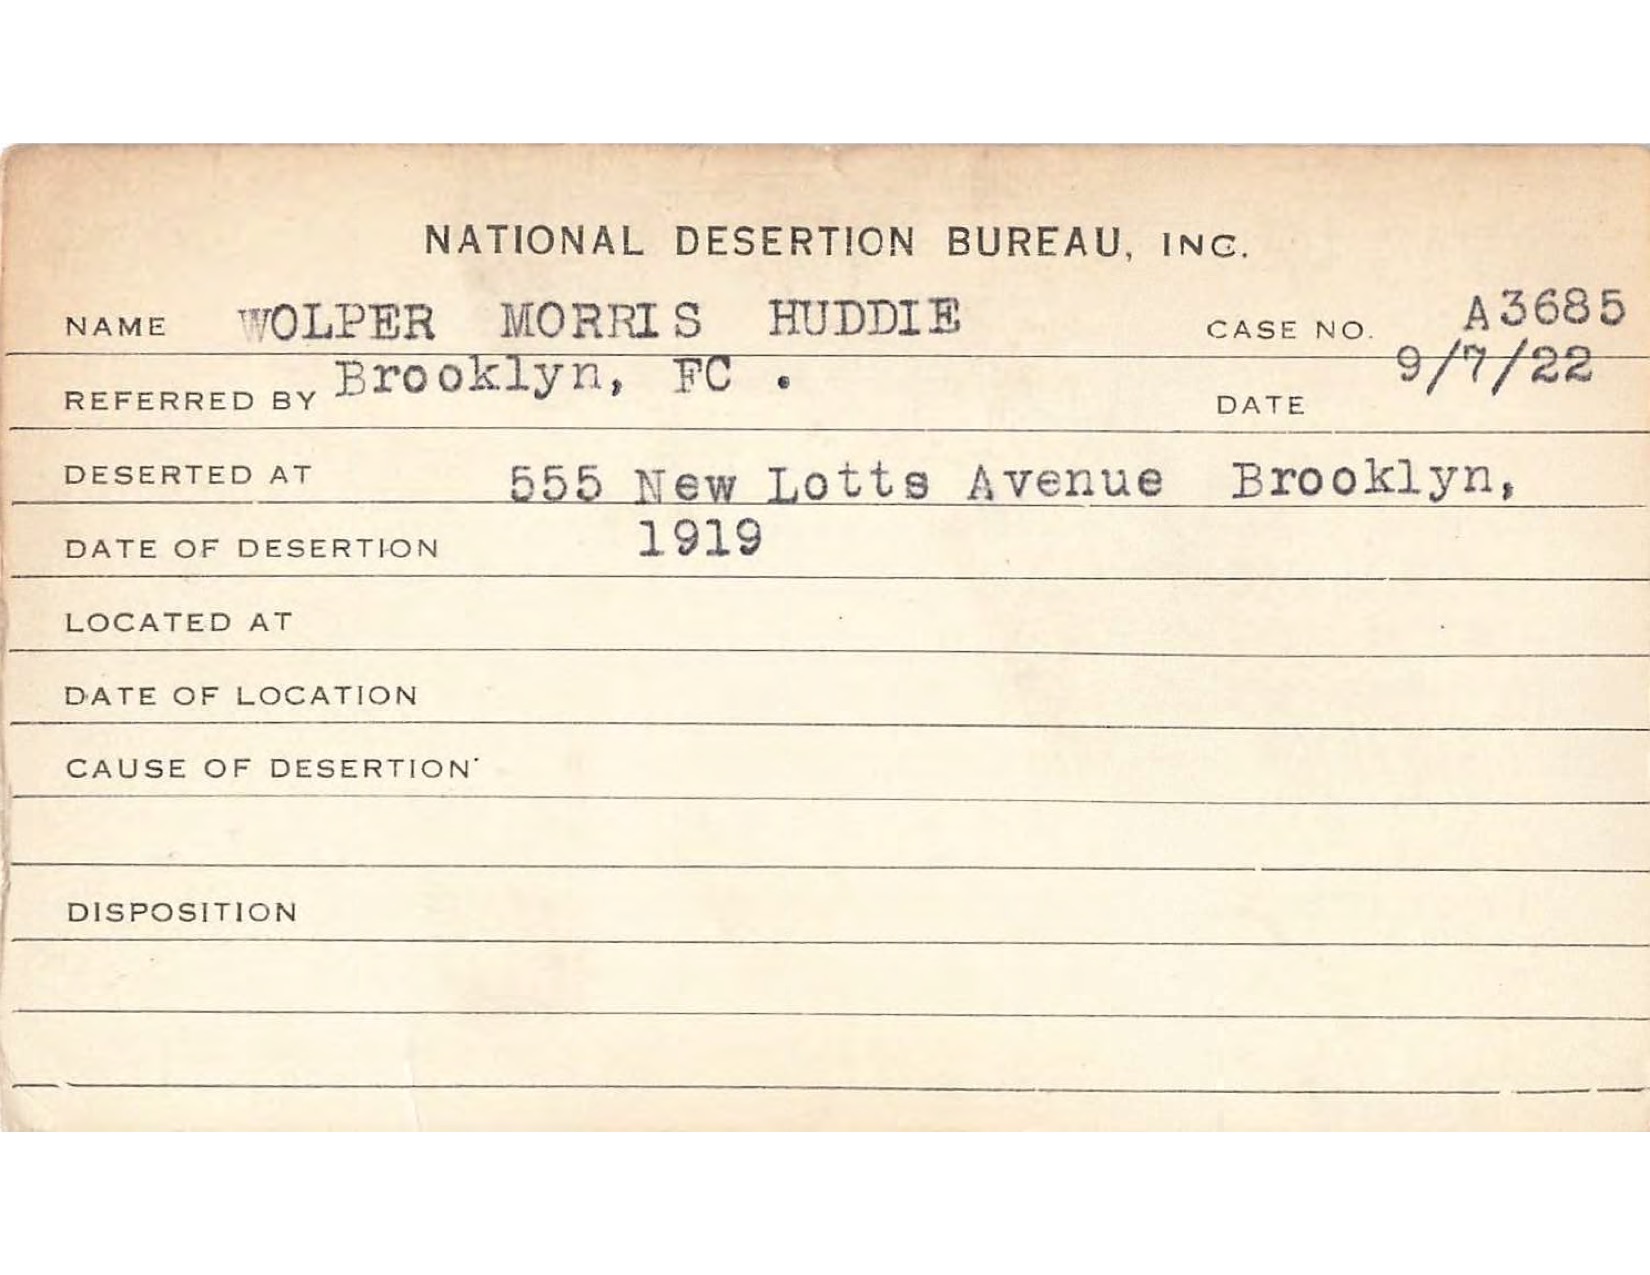 NATIONAL DESERTION BUREAU, INC.
NAME WOLPER MORRIS HUDDIE CASE NO. A3685
REFERRED BY Brooklyn, FC . DATE 9/7/22
DESERTED AT 555 New Lotts Avenue Brooklyn,
DATE OF DESERTION 1919
LOCATED AT
DATE OF LOCATION
CAUSE OF DESERTION
DISPOSITION